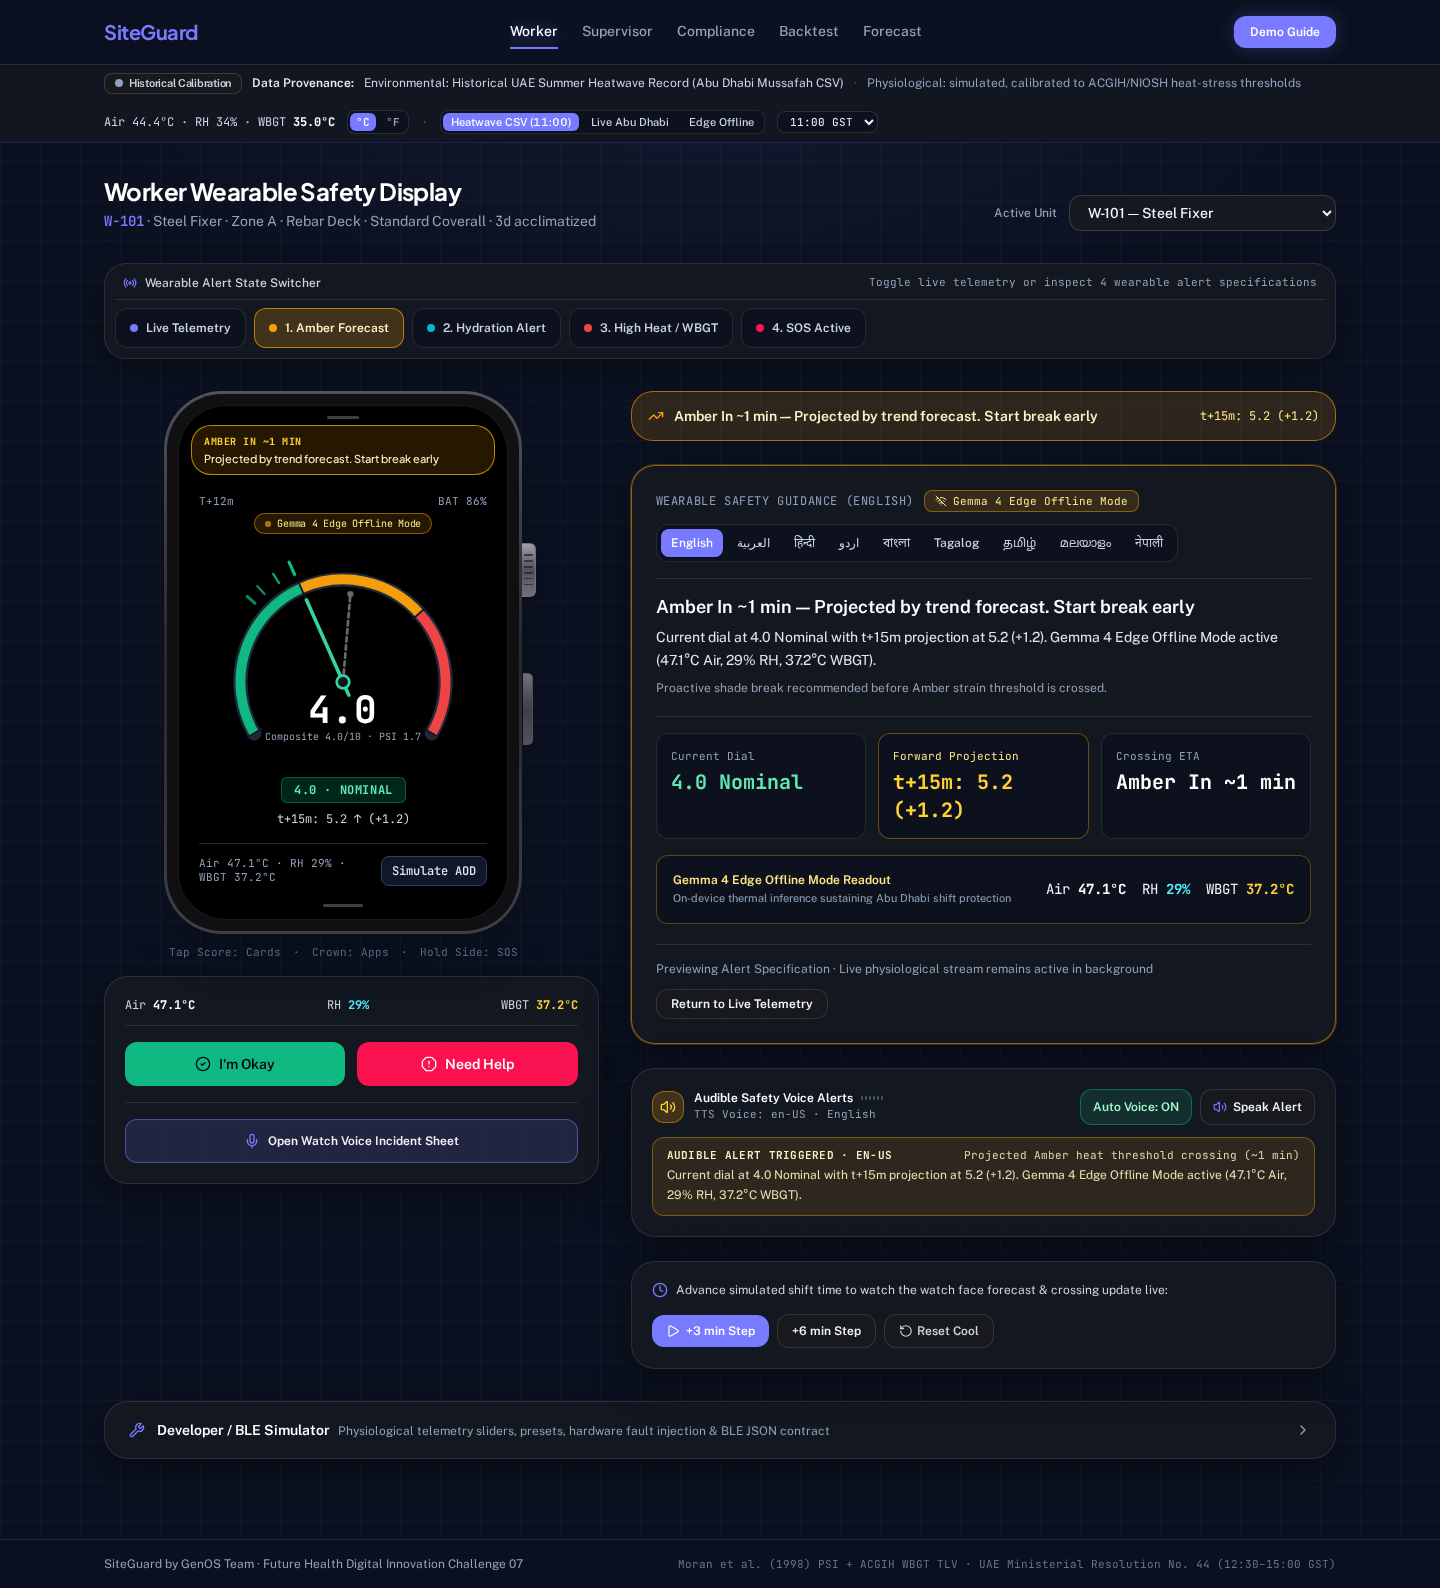 SiteGuard
Worker
Supervisor
Compliance
Backtest
Forecast
Demo Guide
Historical Calibration
Data Provenance: Environmental: Historical UAE Summer Heatwave Record (Abu Dhabi Mussafah CSV) · Physiological: simulated, calibrated to ACGIH/NIOSH heat-stress thresholds
Air 44.4°C · RH 34% · WBGT 35.0°C
°C
°F
·
Heatwave CSV (11:00)
Live Abu Dhabi
Edge Offline
11:00 GST
Worker Wearable Safety Display
W-101 · Steel Fixer · Zone A · Rebar Deck · Standard Coverall · 3d acclimatized
Active Unit
W-101 — Steel Fixer
Wearable Alert State Switcher
Toggle live telemetry or inspect 4 wearable alert specifications
Live Telemetry
1. Amber Forecast
2. Hydration Alert
3. High Heat / WBGT
4. SOS Active
AMBER IN ~1 MIN
Projected by trend forecast. Start break early
T+12m
BAT 86%
Gemma 4 Edge Offline Mode
4.0
Composite 4.0/10 · PSI 1.7
4.0 · NOMINAL
t+15m: 5.2 ↑ (+1.2)
Air 47.1°C · RH 29% ·
WBGT 37.2°C
Simulate AOD
Tap Score: Cards · Crown: Apps · Hold Side: SOS
Air 47.1°C
RH 29%
WBGT 37.2°C
I'm Okay
Need Help
Open Watch Voice Incident Sheet
Amber In ~1 min — Projected by trend forecast. Start break early
t+15m: 5.2 (+1.2)
WEARABLE SAFETY GUIDANCE (ENGLISH)
Gemma 4 Edge Offline Mode
English
العربية
हिन्दी
اردو
বাংলা
Tagalog
தமிழ்
മലയാളം
नेपाली
Amber In ~1 min — Projected by trend forecast. Start break early
Current dial at 4.0 Nominal with t+15m projection at 5.2 (+1.2). Gemma 4 Edge Offline Mode active
(47.1°C Air, 29% RH, 37.2°C WBGT).
Proactive shade break recommended before Amber strain threshold is crossed.
Current Dial
4.0 Nominal
Forward Projection
t+15m: 5.2
(+1.2)
Crossing ETA
Amber In ~1 min
Gemma 4 Edge Offline Mode Readout
On-device thermal inference sustaining Abu Dhabi shift protection
Air 47.1°C RH 29% WBGT 37.2°C
Previewing Alert Specification · Live physiological stream remains active in background
Return to Live Telemetry
Audible Safety Voice Alerts
TTS Voice: en-US · English
Auto Voice: ON
Speak Alert
AUDIBLE ALERT TRIGGERED · EN-US
Projected Amber heat threshold crossing (~1 min)
Current dial at 4.0 Nominal with t+15m projection at 5.2 (+1.2). Gemma 4 Edge Offline Mode active (47.1°C Air,
29% RH, 37.2°C WBGT).
Advance simulated shift time to watch the watch face forecast & crossing update live:
+3 min Step
+6 min Step
Reset Cool
Developer / BLE Simulator Physiological telemetry sliders, presets, hardware fault injection & BLE JSON contract
SiteGuard by GenOS Team · Future Health Digital Innovation Challenge 07
Moran et al. (1998) PSI + ACGIH WBGT TLV · UAE Ministerial Resolution No. 44 (12:30–15:00 GST)